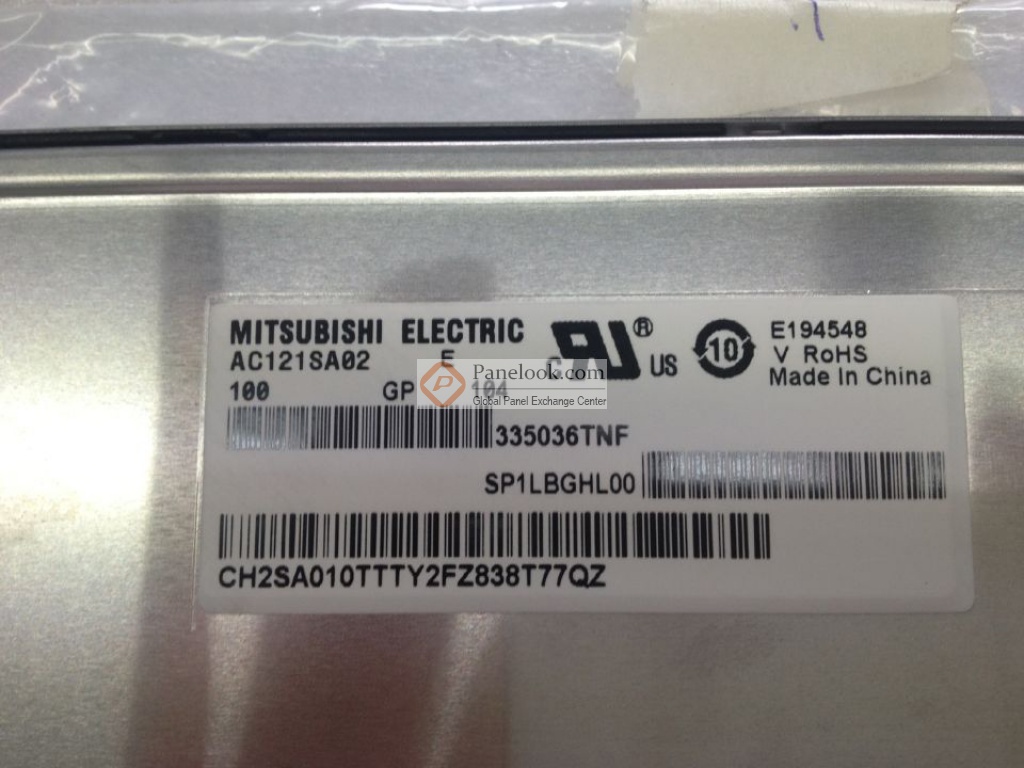 MITSUBISHI ELECTRIC
AC121SA02 E
100 GP 104
c UL ® US
10
E194548
V RoHS
Made In China
Panelook.com
Global Panel Exchange Center
335036TNF
SP1LBGHL00
CH2SA010TTTY2FZ838T77QZ